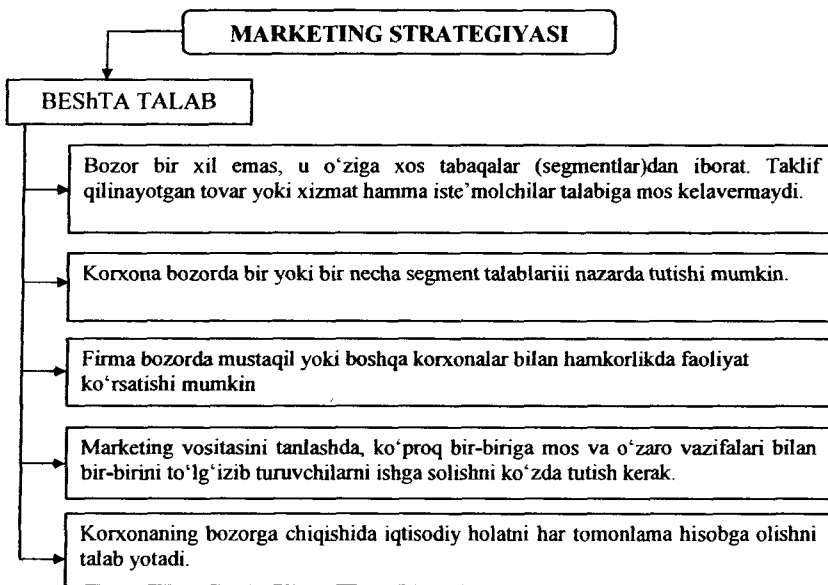 MARKETING STRATEGIYASI
BEShTA TALAB
Bozor bir xil emas, u o‘ziga xos tabaqalar (segmentlar)dan iborat. Taklif
qilinayotgan tovar yoki xizmat hamma iste’molchilar talabiga mos kelavermaydi.
Korxona bozorda bir yoki bir necha segment talablariii nazarda tutishi mumkin.
Firma bozorda mustaqil yoki boshqa korxonalar bilan hamkorlikda faoliyat
ko‘rsatishi mumkin
Marketing vositasini tanlashda, ko‘proq bir-biriga mos va o‘zaro vazifalari bilan
bir-birini to‘lg‘izib turuvchilarni ishga solishni ko‘zda tutish kerak.
Korxonaning bozorga chiqishida iqtisodiy holatni har tomonlama hisobga olishni
talab yotadi.